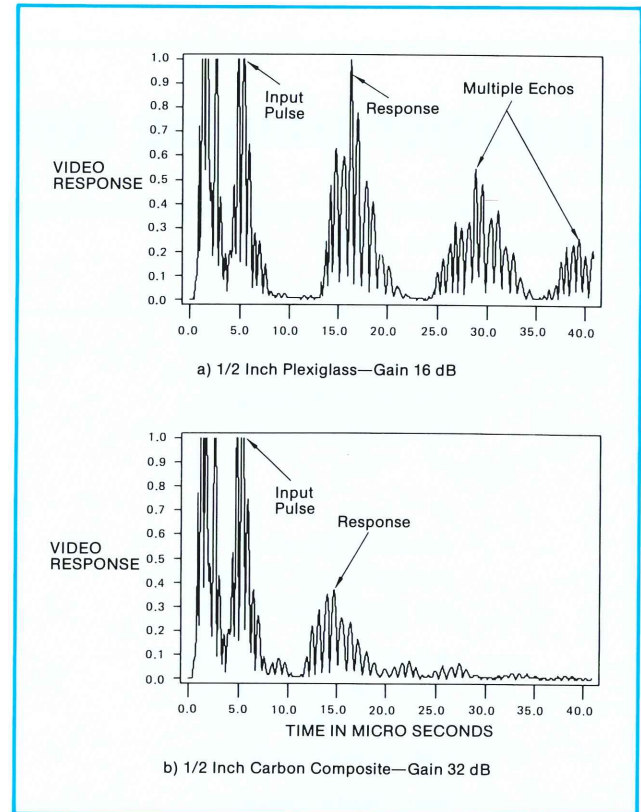 1.0
0.9
0.8
0.7
0.6
0.5
0.4
0.3
0.2
0.1
0.0
VIDEO
RESPONSE
Input
Pulse
Response
Multiple Echos
0.0 5.0 10.0 15.0 20.0 25.0 30.0 35.0 40.0
a) 1/2 Inch Plexiglass—Gain 16 dB
1.0
0.9
0.8
0.7
0.6
0.5
0.4
0.3
0.2
0.1
0.0
VIDEO
RESPONSE
Input
Pulse
Response
0.0 5.0 10.0 15.0 20.0 25.0 30.0 35.0 40.0
TIME IN MICRO SECONDS
b) 1/2 Inch Carbon Composite—Gain 32 dB